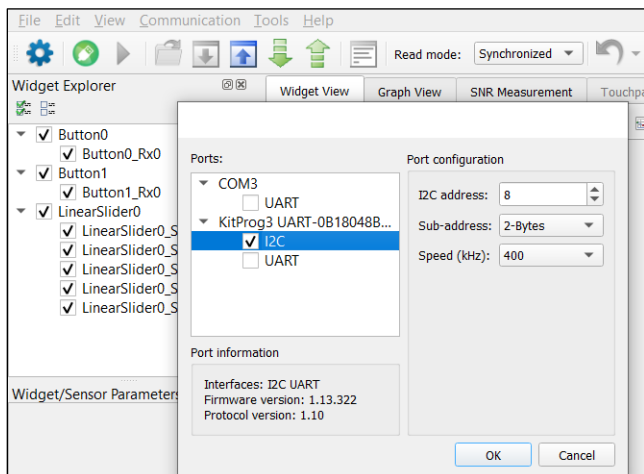 File Edit View Communication Tools Help
Read mode: Synchronized
Widget Explorer
Widget View Graph View SNR Measurement Touchpa
Button0
Button0_Rx0
Button1
Button1_Rx0
LinearSlider0
LinearSlider0_S
LinearSlider0_S
LinearSlider0_S
LinearSlider0_S
LinearSlider0_S
Widget/Sensor Parameters
Ports:
COM3
UART
KitProg3 UART-0B18048B...
I2C
UART
Port information
Interfaces: I2C UART
Firmware version: 1.13.322
Protocol version: 1.10
Port configuration
I2C address: 8
Sub-address: 2-Bytes
Speed (kHz): 400
OK Cancel